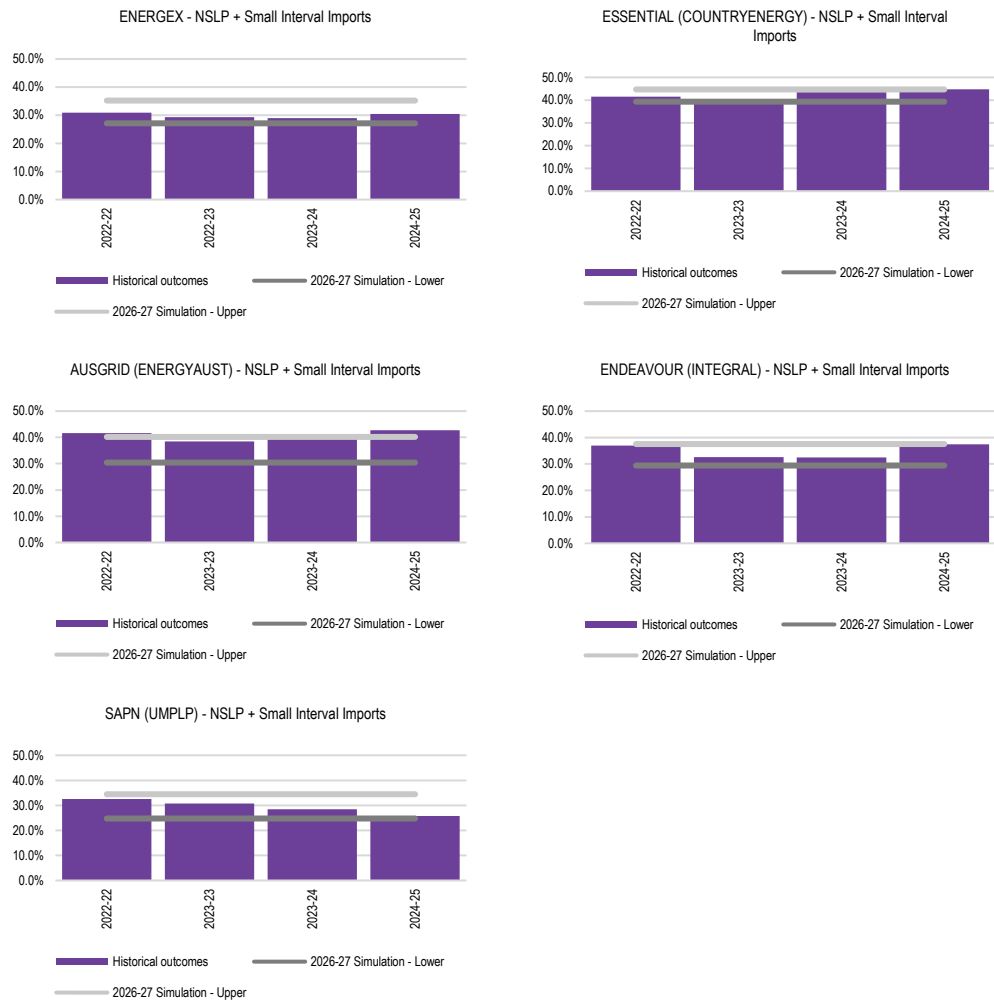 ENERGEX - NSLP + Small Interval Imports
50.0%
40.0%
30.0%
20.0%
10.0%
0.0%
2022-22
2022-23
2023-24
2024-25
Historical outcomes
2026-27 Simulation - Lower
2026-27 Simulation - Upper
ESSENTIAL (COUNTRYENERGY) - NSLP + Small Interval
Imports
50.0%
40.0%
30.0%
20.0%
10.0%
0.0%
2022-22
2023-23
2023-24
2024-25
Historical outcomes
2026-27 Simulation - Lower
2026-27 Simulation - Upper
AUSGRID (ENERGYAUST) - NSLP + Small Interval Imports
50.0%
40.0%
30.0%
20.0%
10.0%
0.0%
2022-22
2023-23
2023-24
2024-25
Historical outcomes
2026-27 Simulation - Lower
2026-27 Simulation - Upper
ENDEAVOUR (INTEGRAL) - NSLP + Small Interval Imports
50.0%
40.0%
30.0%
20.0%
10.0%
0.0%
2022-22
2023-23
2023-24
2024-25
Historical outcomes
2026-27 Simulation - Lower
2026-27 Simulation - Upper
SAPN (UMPLP) - NSLP + Small Interval Imports
50.0%
40.0%
30.0%
20.0%
10.0%
0.0%
2022-22
2023-23
2023-24
2024-25
Historical outcomes
2026-27 Simulation - Lower
2026-27 Simulation - Upper